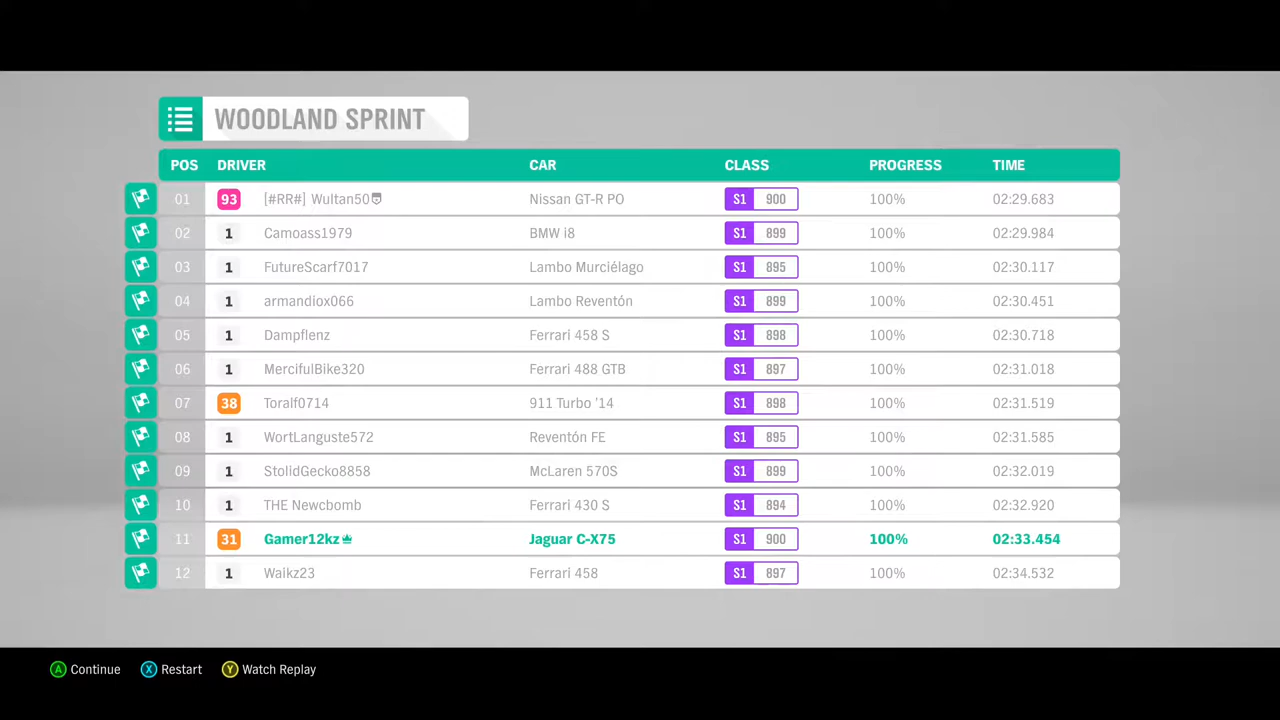 WOODLAND SPRINT
POS DRIVER CAR CLASS PROGRESS TIME
01 93 [#RR#] Wultan50 Nissan GT-R PO S1 900 100% 02:29.683
02 1 Camoass1979 BMW i8 S1 899 100% 02:29.984
03 1 FutureScarf7017 Lambo Murciélago S1 895 100% 02:30.117
04 1 armandiox066 Lambo Reventón S1 899 100% 02:30.451
05 1 Dampflenz Ferrari 458 S S1 898 100% 02:30.718
06 1 MercifulBike320 Ferrari 488 GTB S1 897 100% 02:31.018
07 38 Toralf0714 911 Turbo '14 S1 898 100% 02:31.519
08 1 WortLanguste572 Reventón FE S1 895 100% 02:31.585
09 1 StolidGecko8858 McLaren 570S S1 899 100% 02:32.019
10 1 THE Newcbomb Ferrari 430 S S1 894 100% 02:32.920
11 31 Gamer12kz Jaguar C-X75 S1 900 100% 02:33.454
12 1 Waikz23 Ferrari 458 S1 897 100% 02:34.532
A Continue X Restart Y Watch Replay